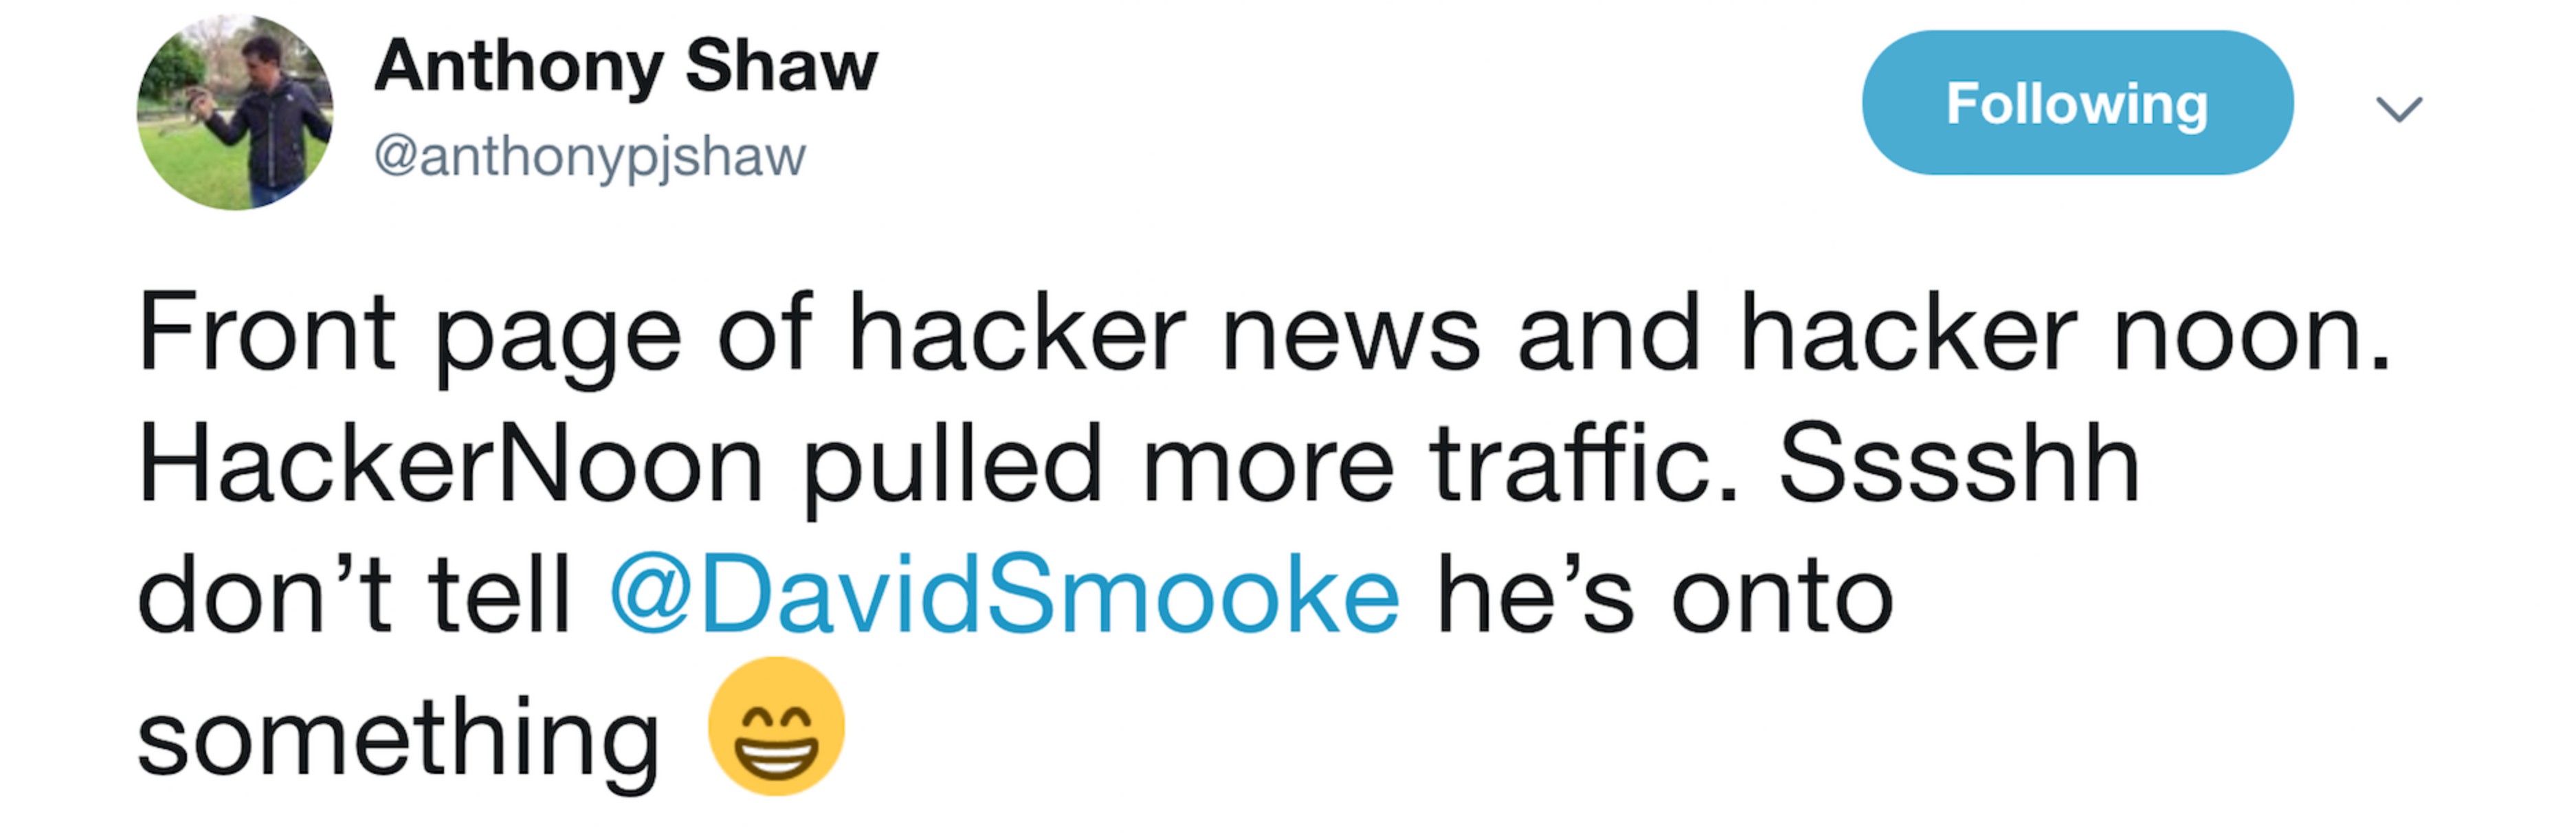 Anthony Shaw
@anthonypjshaw
Following
Front page of hacker news and hacker noon.
HackerNoon pulled more traffic. Sssshh
don’t tell @DavidSmooke he’s onto
something 😄